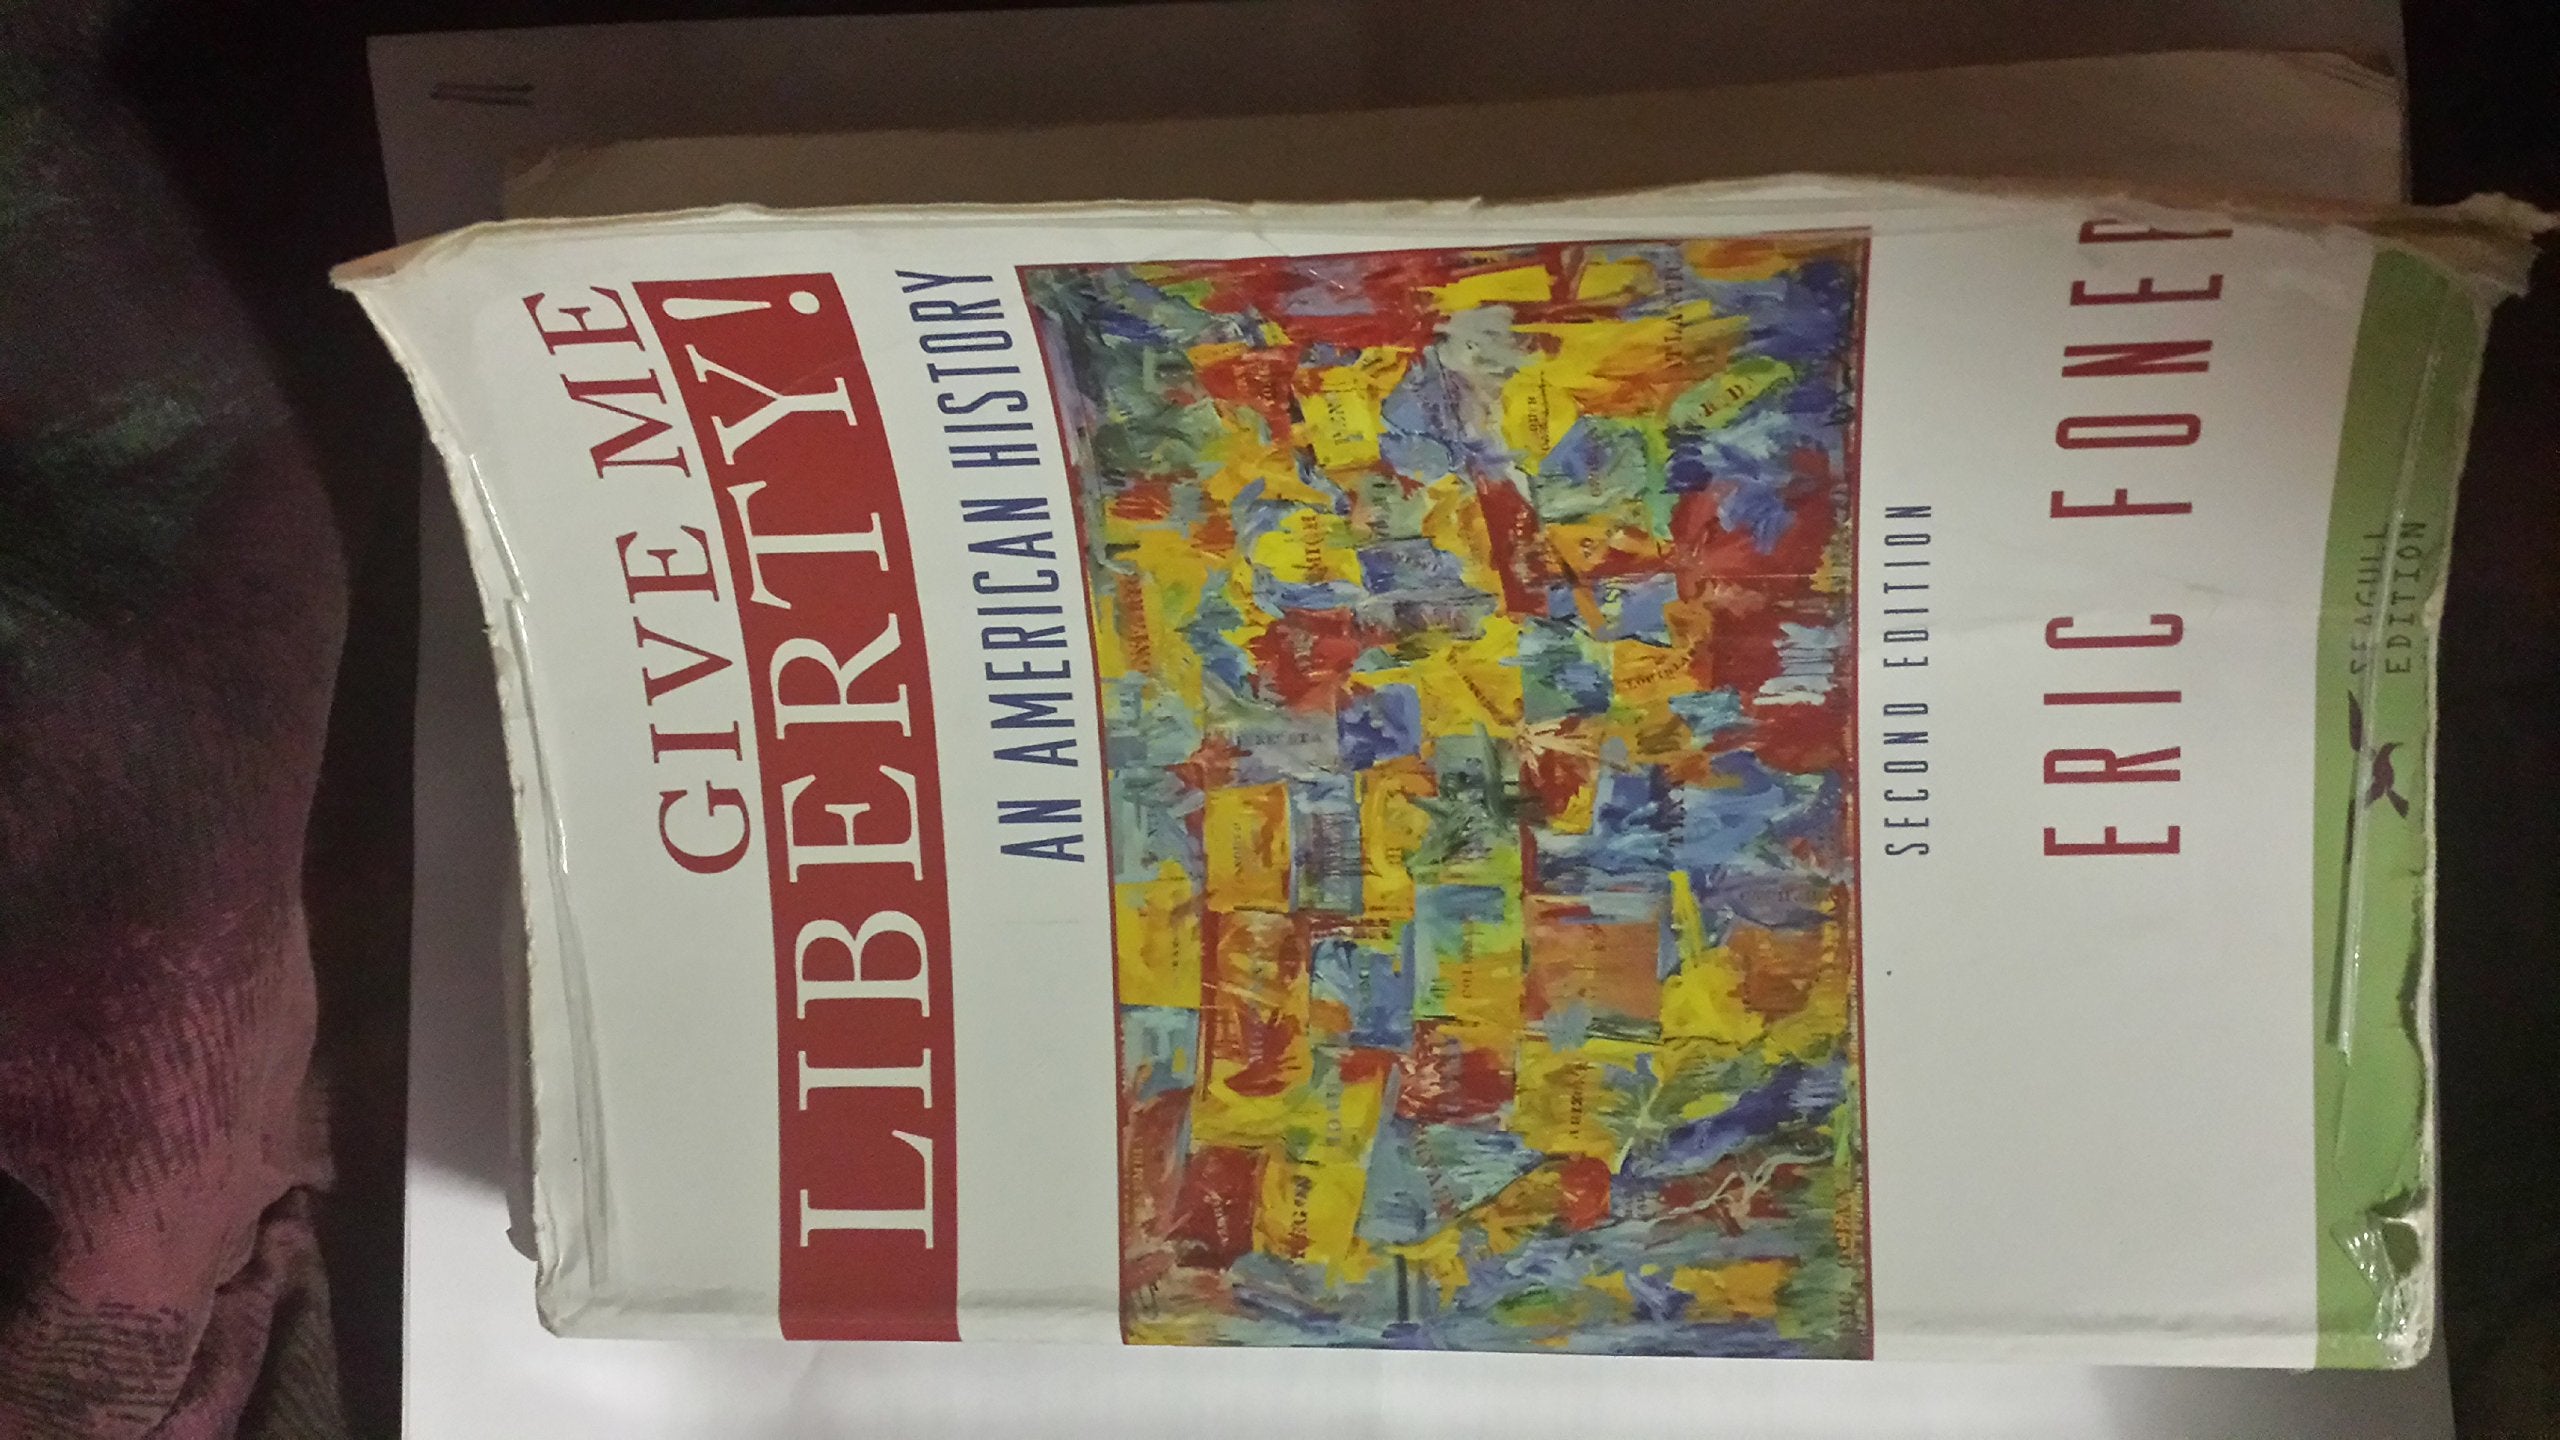 GIVE ME
LIBERTY!
AN AMERICAN HISTORY
SECOND EDITION
ERIC FONER
SEAGULL
EDITION